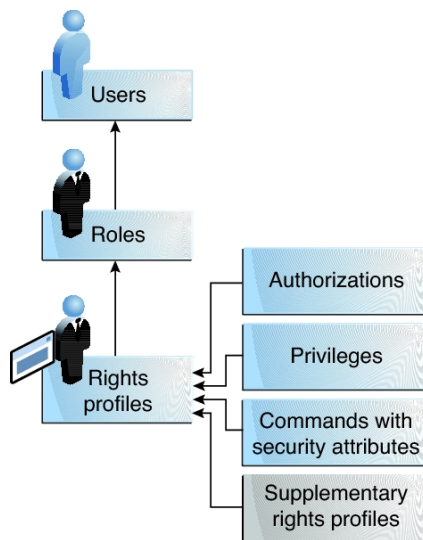 Users
Roles
Rights
profiles
Authorizations
Privileges
Commands with
security attributes
Supplementary
rights profiles